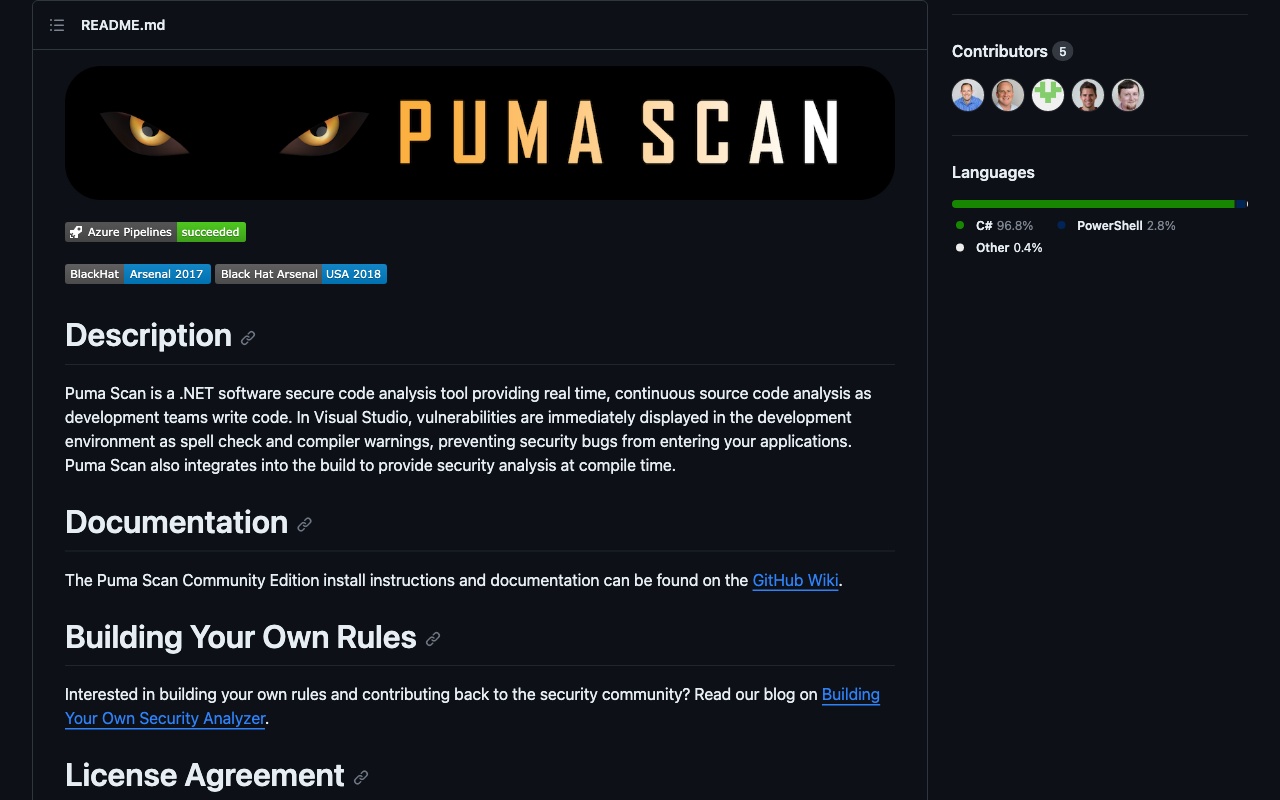 README.md
PUMA SCAN
Azure Pipelines succeeded
BlackHat Arsenal 2017 Black Hat Arsenal USA 2018
Description
Puma Scan is a .NET software secure code analysis tool providing real time, continuous source code analysis as
development teams write code. In Visual Studio, vulnerabilities are immediately displayed in the development
environment as spell check and compiler warnings, preventing security bugs from entering your applications.
Puma Scan also integrates into the build to provide security analysis at compile time.
Documentation
The Puma Scan Community Edition install instructions and documentation can be found on the GitHub Wiki.
Building Your Own Rules
Interested in building your own rules and contributing back to the security community? Read our blog on Building
Your Own Security Analyzer.
License Agreement
Contributors 5
Languages
C# 96.8% PowerShell 2.8%
Other 0.4%